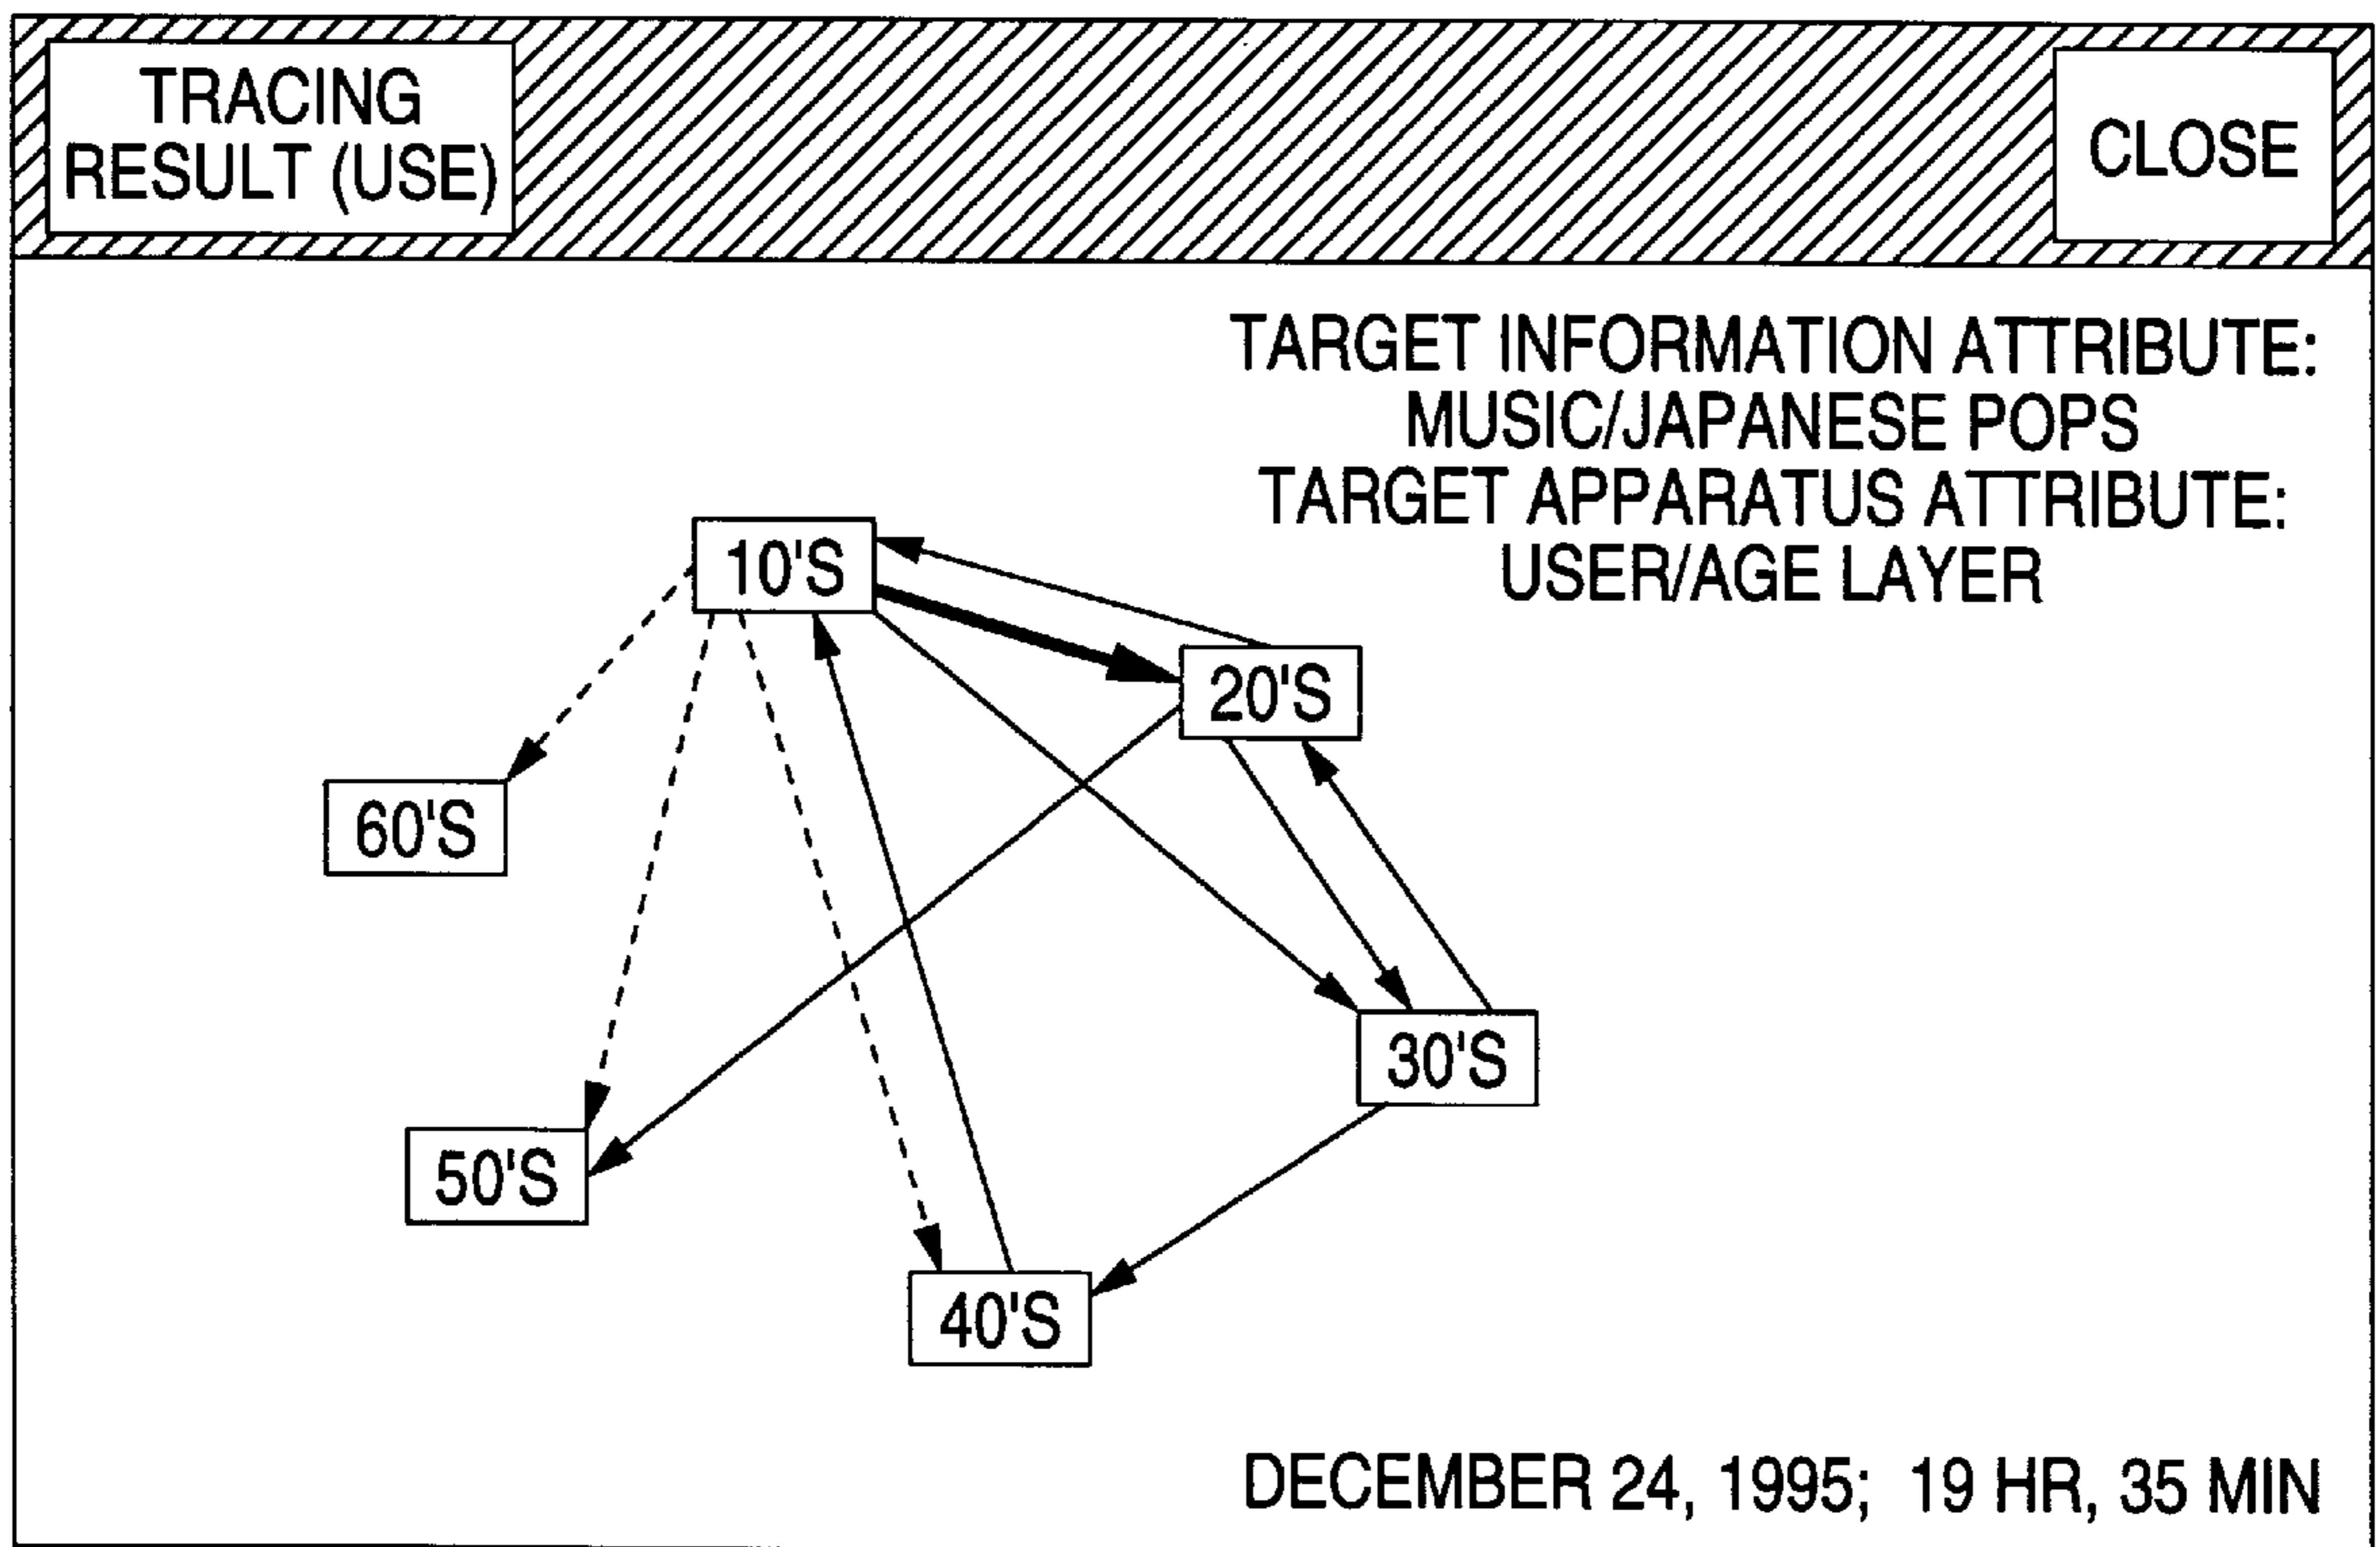 TRACING
RESULT (USE)
CLOSE
TARGET INFORMATION ATTRIBUTE:
MUSIC/JAPANESE POPS
TARGET APPARATUS ATTRIBUTE:
USER/AGE LAYER
10'S
20'S
60'S
30'S
50'S
40'S
DECEMBER 24, 1995; 19 HR, 35 MIN